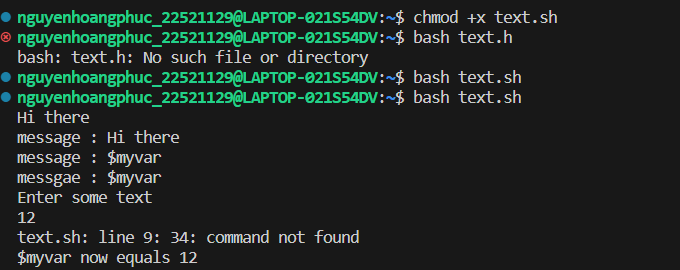 nguyenhoangphuc_22521129@LAPTOP-021S54DV:~$ chmod +x text.sh
nguyenhoangphuc_22521129@LAPTOP-021S54DV:~$ bash text.h
bash: text.h: No such file or directory
nguyenhoangphuc_22521129@LAPTOP-021S54DV:~$ bash text.sh
nguyenhoangphuc_22521129@LAPTOP-021S54DV:~$ bash text.sh
Hi there
message : Hi there
message : $myvar
messgae : $myvar
Enter some text
12
text.sh: line 9: 34: command not found
$myvar now equals 12